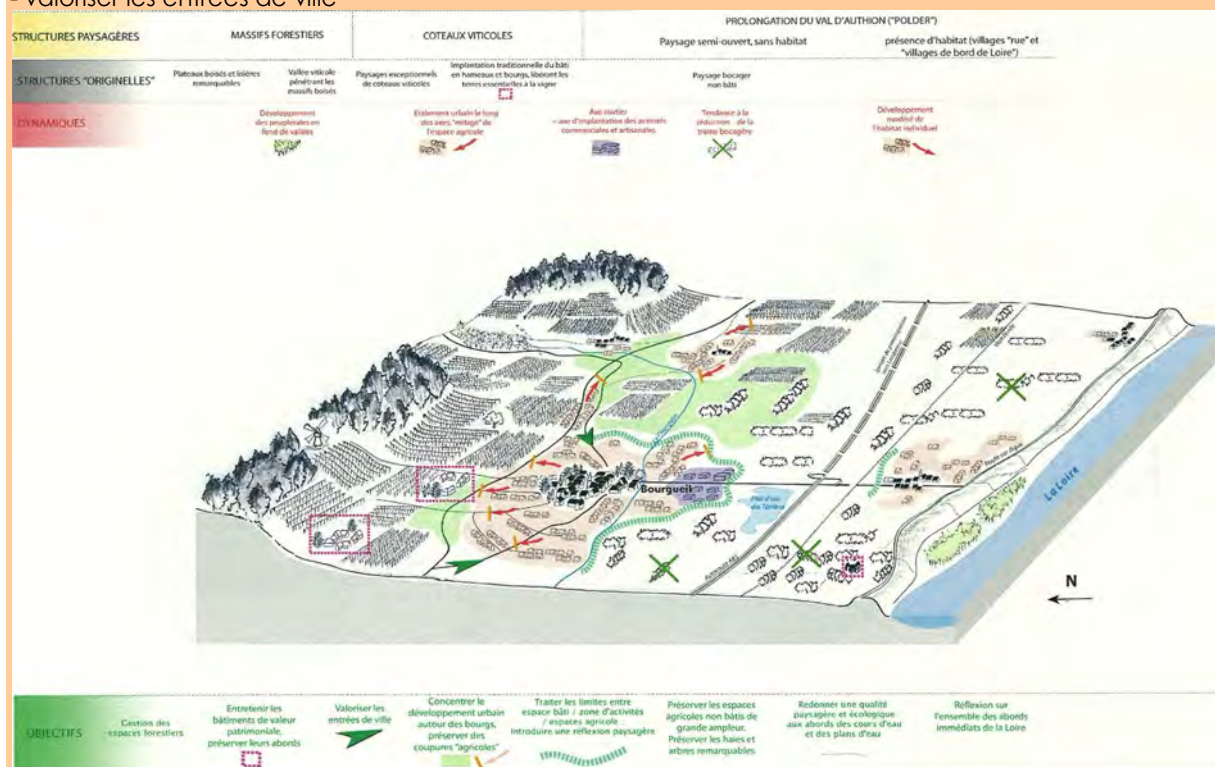 - Valoriser les entrées de ville
STRUCTURES PAYSAGÈRES
MASSIFS FORESTIERS
COTEAUX VITICOLES
PROLONGATION DU VAL D'AUTHION ("POLDER")
Paysage semi-ouvert, sans habitat
présence d'habitat (villages "rue" et
"villages de bord de Loire")
STRUCTURES "ORIGINELLES"
Plateaux boisés et lisières
remarquables
Vallée viticole
pénétrant les
massifs boisés
Paysages exceptionnels
de coteaux viticoles
Implantation traditionnelle du bâti
en hameaux et bourgs, libérant les
terres essentielles à la vigne
Paysage bocager
non bâti
DYNAMIQUES
Développement
des peupleraies en
fond de vallées
Etalement urbain le long
des axes, "mitage" de
l'espace agricole
Axe routier
= axe d'implantation des activités
commerciales et artisanales
Tendance à la
réduction de la
trame bocagère
Développement
modéré de
l'habitat individuel
Bourgueil
Plan d'eau
Autoroute A85
La Loire
N
OBJECTIFS
Gestion des
espaces forestiers
Entretenir les
bâtiments de valeur
patrimoniale,
préserver leurs abords
Valoriser les
entrées de ville
Concentrer le
développement urbain
autour des bourgs,
préserver des
coupures "agricoles"
Traiter les limites entre
espace bâti / zone d'activités
/ espaces agricole :
introduire une réflexion paysagère
Préserver les espaces
agricoles non bâtis de
grande ampleur.
Préserver les haies et
arbres remarquables
Redonner une qualité
paysagère et écologique
aux abords des cours d'eau
et des plans d'eau
Réflexion sur
l'ensemble des abords
immédiats de la Loire